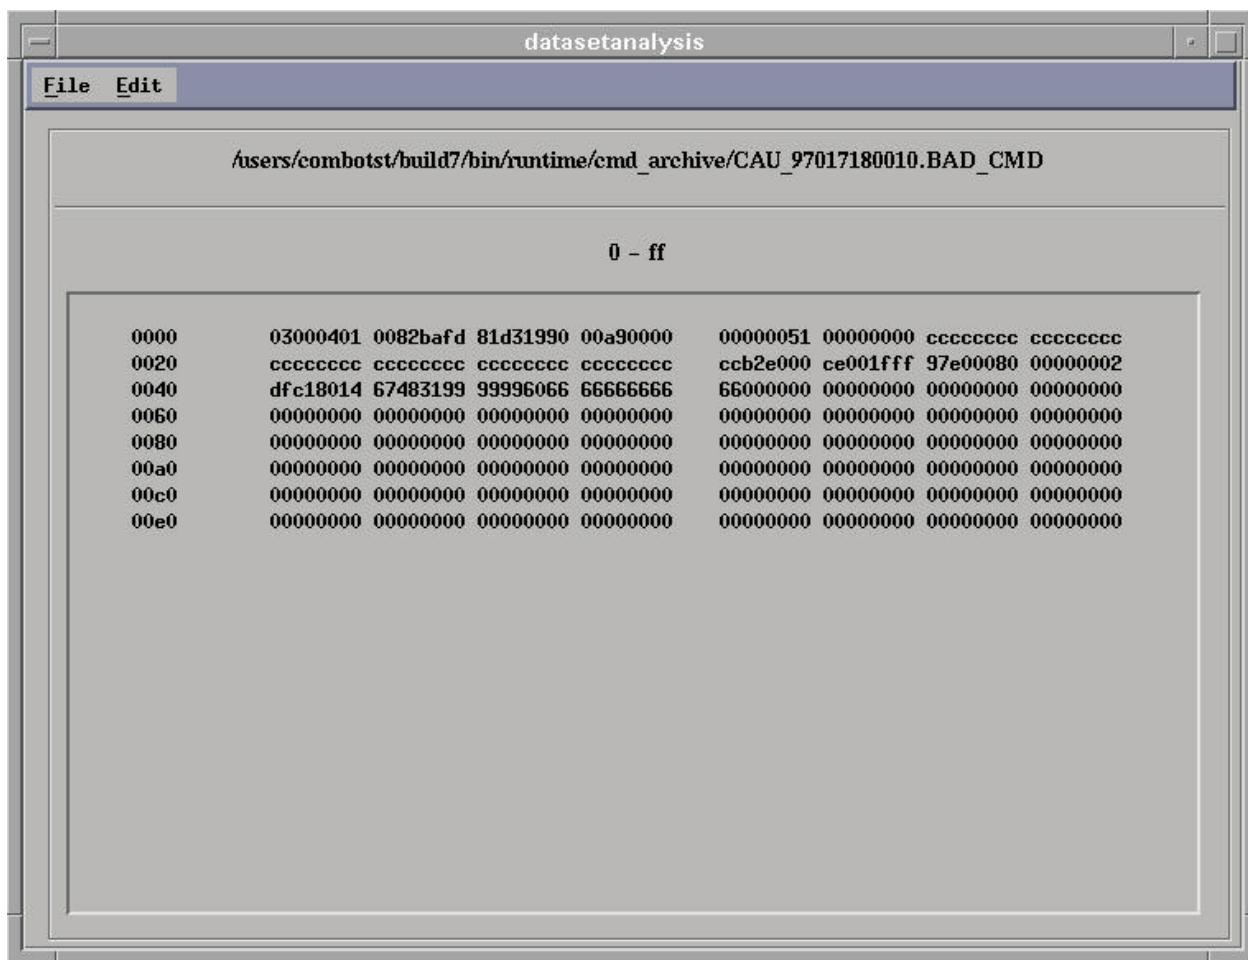 datasetanalysis
File Edit
/users/combotst/build7/bin/runtime/cmd_archive/CAU_97017180010.BAD_CMD
0 – ff
0000 03000401 0082bafd 81d31990 00a90000 00000051 00000000 cccccccc cccccccc
0020 cccccccc cccccccc cccccccc cccccccc ccb2e000 ce001fff 97e00080 00000002
0040 dfc18014 67483199 99996066 66666666 66000000 00000000 00000000 00000000
0060 00000000 00000000 00000000 00000000 00000000 00000000 00000000 00000000
0080 00000000 00000000 00000000 00000000 00000000 00000000 00000000 00000000
00a0 00000000 00000000 00000000 00000000 00000000 00000000 00000000 00000000
00c0 00000000 00000000 00000000 00000000 00000000 00000000 00000000 00000000
00e0 00000000 00000000 00000000 00000000 00000000 00000000 00000000 00000000